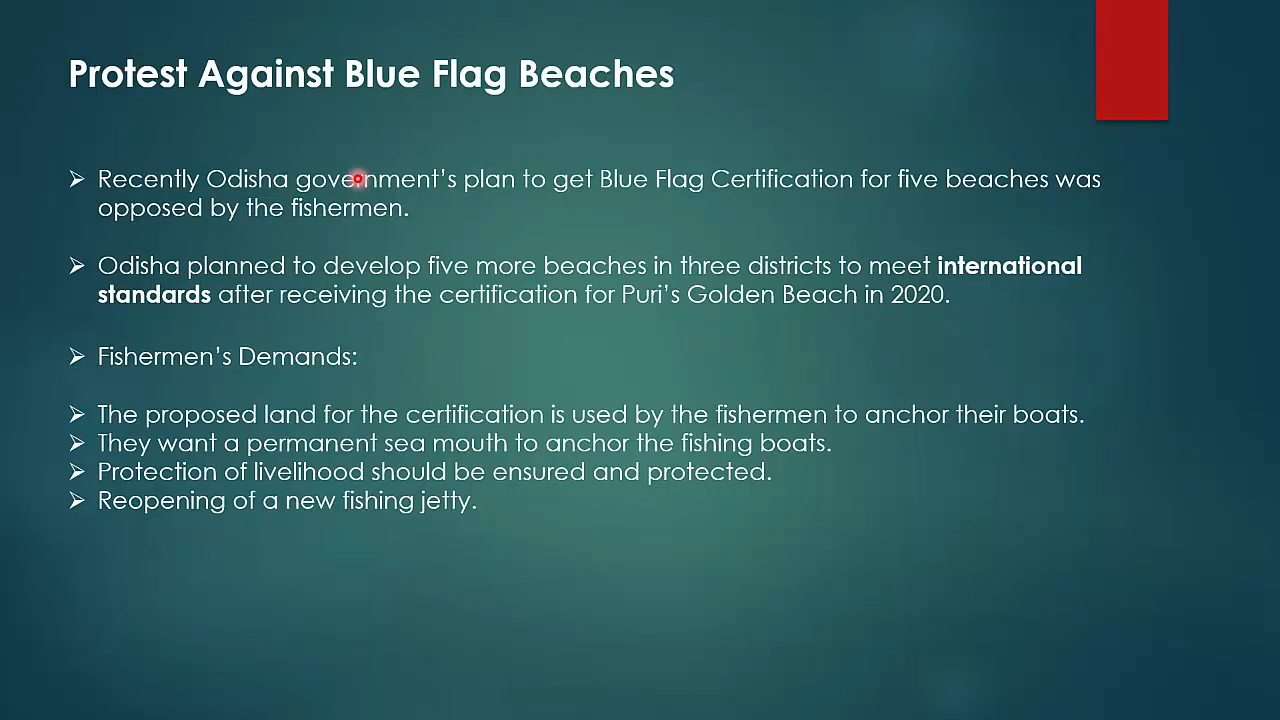 Protest Against Blue Flag Beaches
Recently Odisha government's plan to get Blue Flag Certification for five beaches was
opposed by the fishermen.
Odisha planned to develop five more beaches in three districts to meet international
standards after receiving the certification for Puri's Golden Beach in 2020.
Fishermen's Demands:
The proposed land for the certification is used by the fishermen to anchor their boats.
They want a permanent sea mouth to anchor the fishing boats.
Protection of livelihood should be ensured and protected.
Reopening of a new fishing jetty.